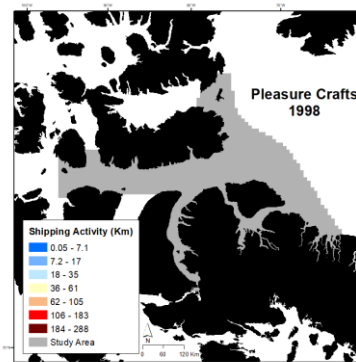 Pleasure Crafts
1998
Shipping Activity (Km)
0.05 - 7.1
7.2 - 17
18 - 35
36 - 61
62 - 105
106 - 183
184 - 288
Study Area
N
0
60
120 Km